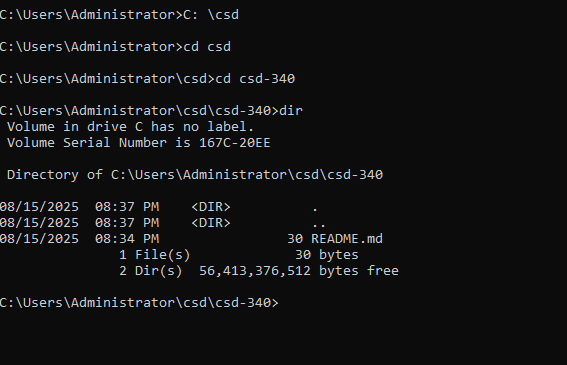 C:\Users\Administrator>C: \csd
C:\Users\Administrator>cd csd
C:\Users\Administrator\csd>cd csd-340
C:\Users\Administrator\csd\csd-340>dir
 Volume in drive C has no label.
 Volume Serial Number is 167C-20EE
 Directory of C:\Users\Administrator\csd\csd-340
08/15/2025  08:37 PM    <DIR>          .
08/15/2025  08:37 PM    <DIR>          ..
08/15/2025  08:34 PM                30 README.md
               1 File(s)             30 bytes
               2 Dir(s)  56,413,376,512 bytes free
C:\Users\Administrator\csd\csd-340>